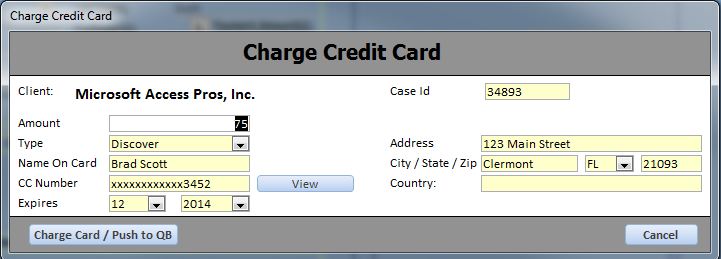 Charge Credit Card
Charge Credit Card
Client: Microsoft Access Pros, Inc. Case Id 34893
Amount 75
Type Discover Address 123 Main Street
Name On Card Brad Scott City / State / Zip Clermont FL 21093
CC Number xxxxxxxxxxxx3452 View Country:
Expires 12 2014
Charge Card / Push to QB Cancel